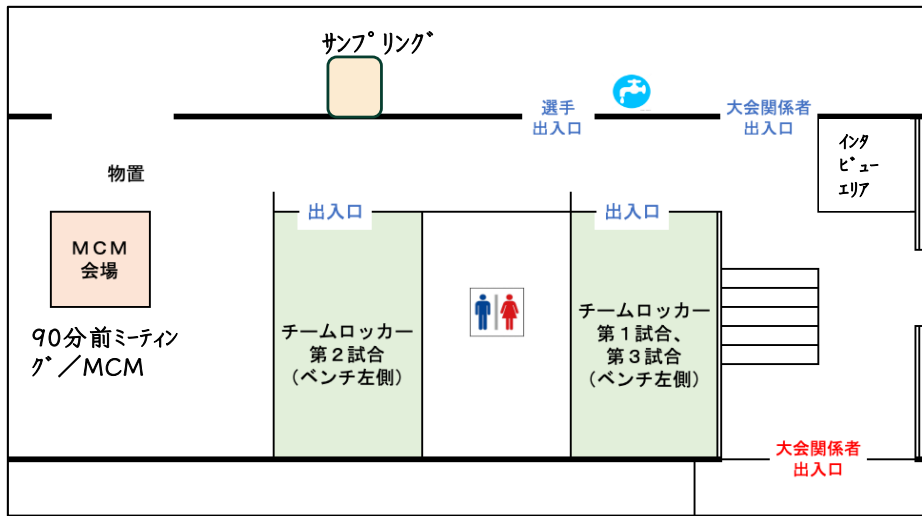 サンプリング
選手
出入口
大会関係者
出入口
インタ
ビュー
エリア
物置
出入口
出入口
ＭＣＭ
会場
90分前ミーティン
グ／MCM
チームロッカー
第２試合
（ベンチ左側）
チームロッカー
第１試合、
第３試合
（ベンチ左側）
大会関係者
出入口